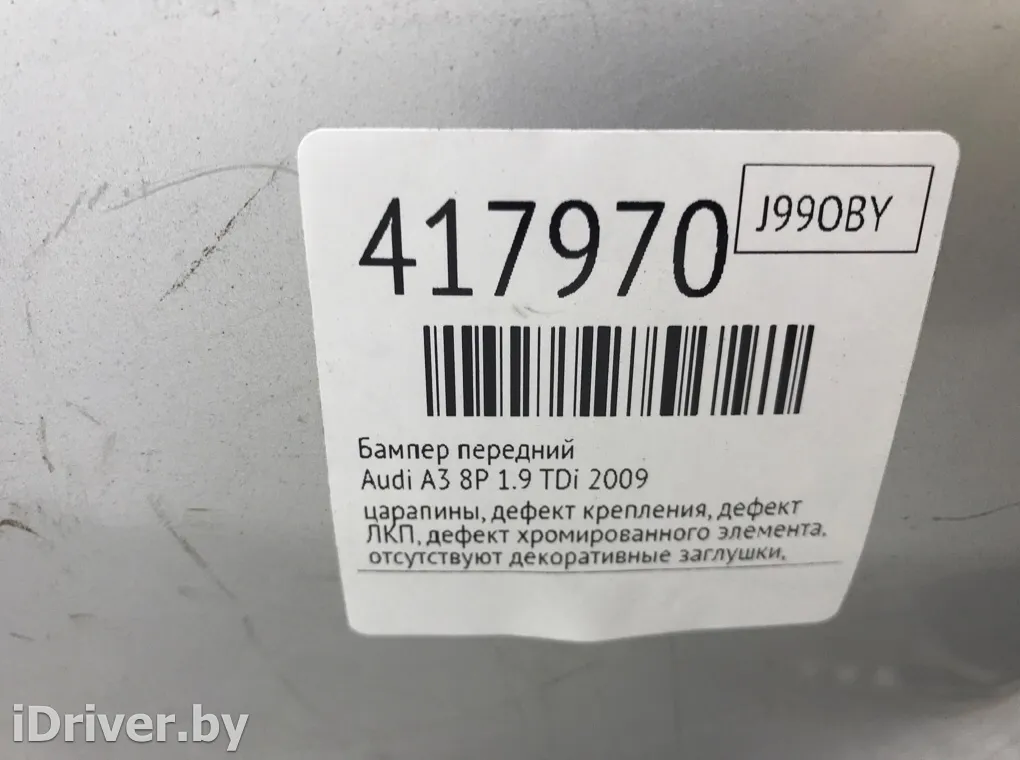 417970
J99OBY
Бампер передний
Audi A3 8P 1.9 TDi 2009
царапины, дефект крепления, дефект
ЛКП, дефект хромированного элемента.
отсутствуют декоративные заглушки.
iDriver.by